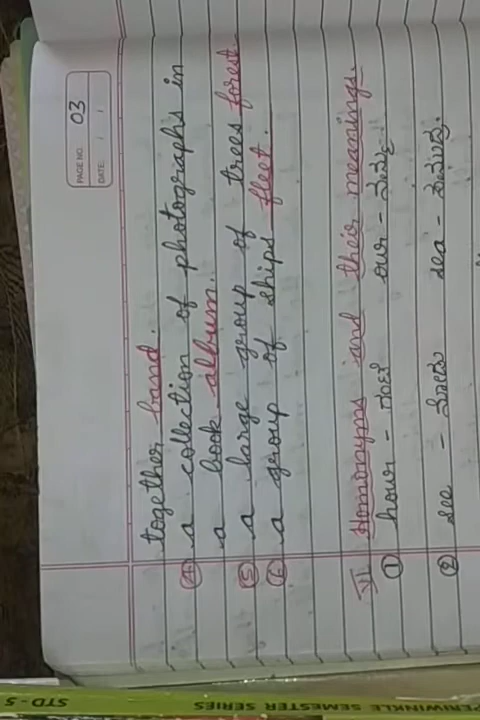 PAGE NO. 03
DATE: / /
together band.
④ a collection of photographs in
a book album.
⑤ a large group of trees forest.
⑥ a group of ships fleet.
VI Homonyms and their meanings.
① hour - ಗಂಟೆ our - ನಮ್ಮ
② see - ನೋಡು sea - ಸಮುದ್ರ.
PERIWINKLE SEMESTER SERIES STD - 5